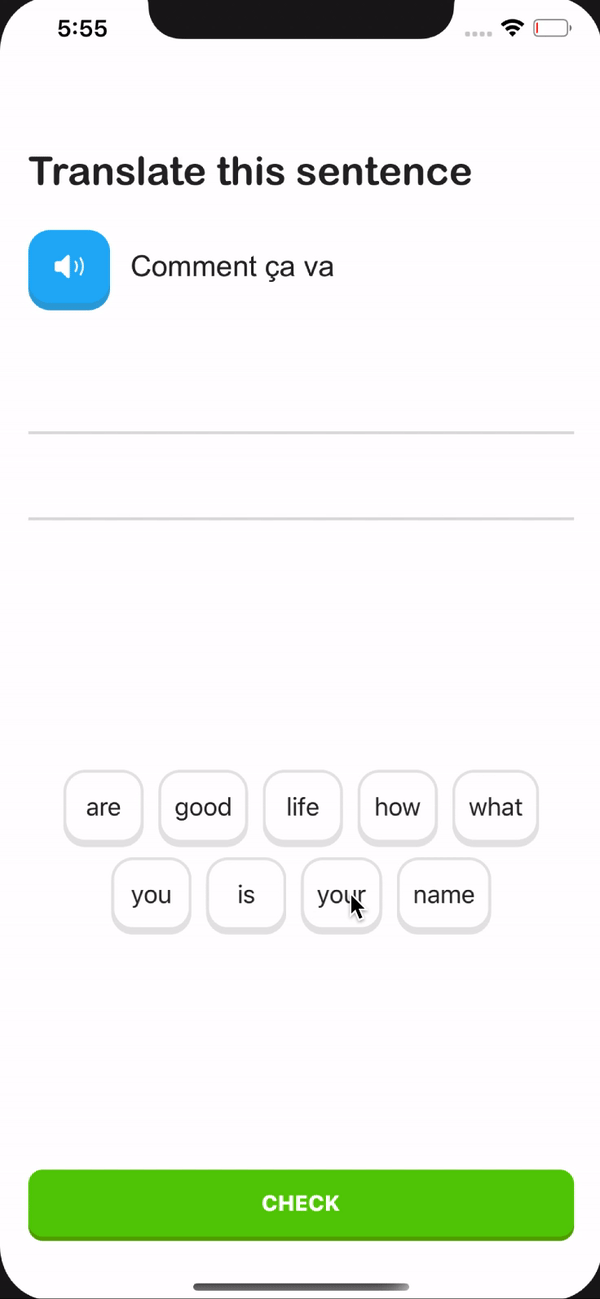 5:55
Translate this sentence
Comment ça va
are good life how what
you is your name
CHECK